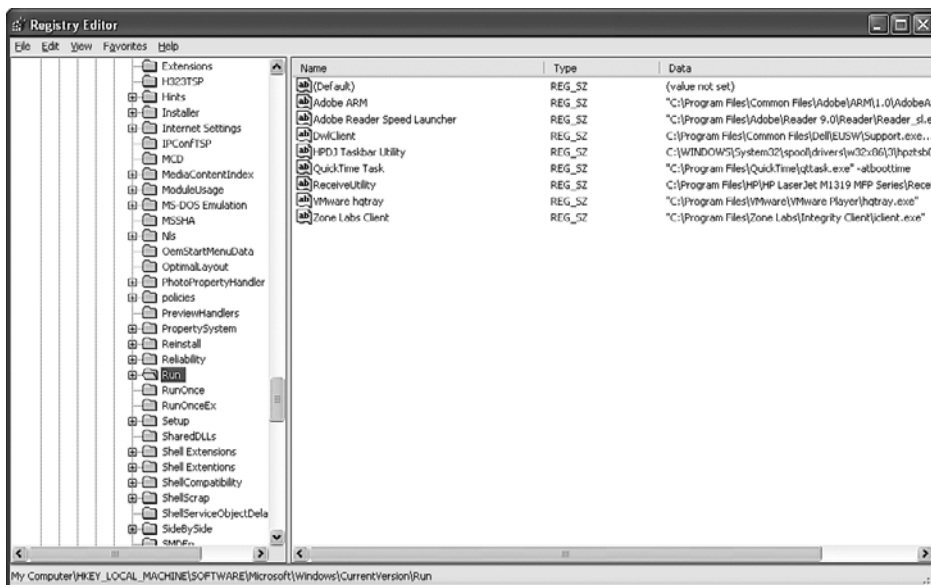 Registry Editor
File Edit View Favorites Help
Extensions
H323TSP
Hints
Installer
Internet Settings
IPConfTSP
MCD
MediaContentIndex
ModuleUsage
MS-DOS Emulation
MSSHA
Nls
OemStartMenuData
OptimalLayout
PhotoPropertyHandler
policies
PreviewHandlers
PropertySystem
Reinstall
Reliability
Run
RunOnce
RunOnceEx
Setup
SharedDLLs
Shell Extensions
Shell Extentions
ShellCompatibility
ShellScrap
ShellServiceObjectDela
SideBySide
Name Type Data
(Default) REG_SZ (value not set)
Adobe ARM REG_SZ "C:\Program Files\Common Files\Adobe\ARM\1.0\AdobeA
Adobe Reader Speed Launcher REG_SZ "C:\Program Files\Adobe\Reader 9.0\Reader\Reader_sl.e
DwlClient REG_SZ C:\Program Files\Common Files\Dell\EUSW\Support.exe...
HPDJ Taskbar Utility REG_SZ C:\WINDOWS\System32\spool\drivers\w32x86\3\hpztsb0
QuickTime Task REG_SZ "C:\Program Files\QuickTime\qttask.exe" -atboottime
ReceiveUtility REG_SZ C:\Program Files\HP\HP LaserJet M1319 MFP Series\Rece
VMware hqtray REG_SZ "C:\Program Files\VMware\VMware Player\hqtray.exe"
Zone Labs Client REG_SZ "C:\Program Files\Zone Labs\Integrity Client\iclient.exe"
My Computer\HKEY_LOCAL_MACHINE\SOFTWARE\Microsoft\Windows\CurrentVersion\Run